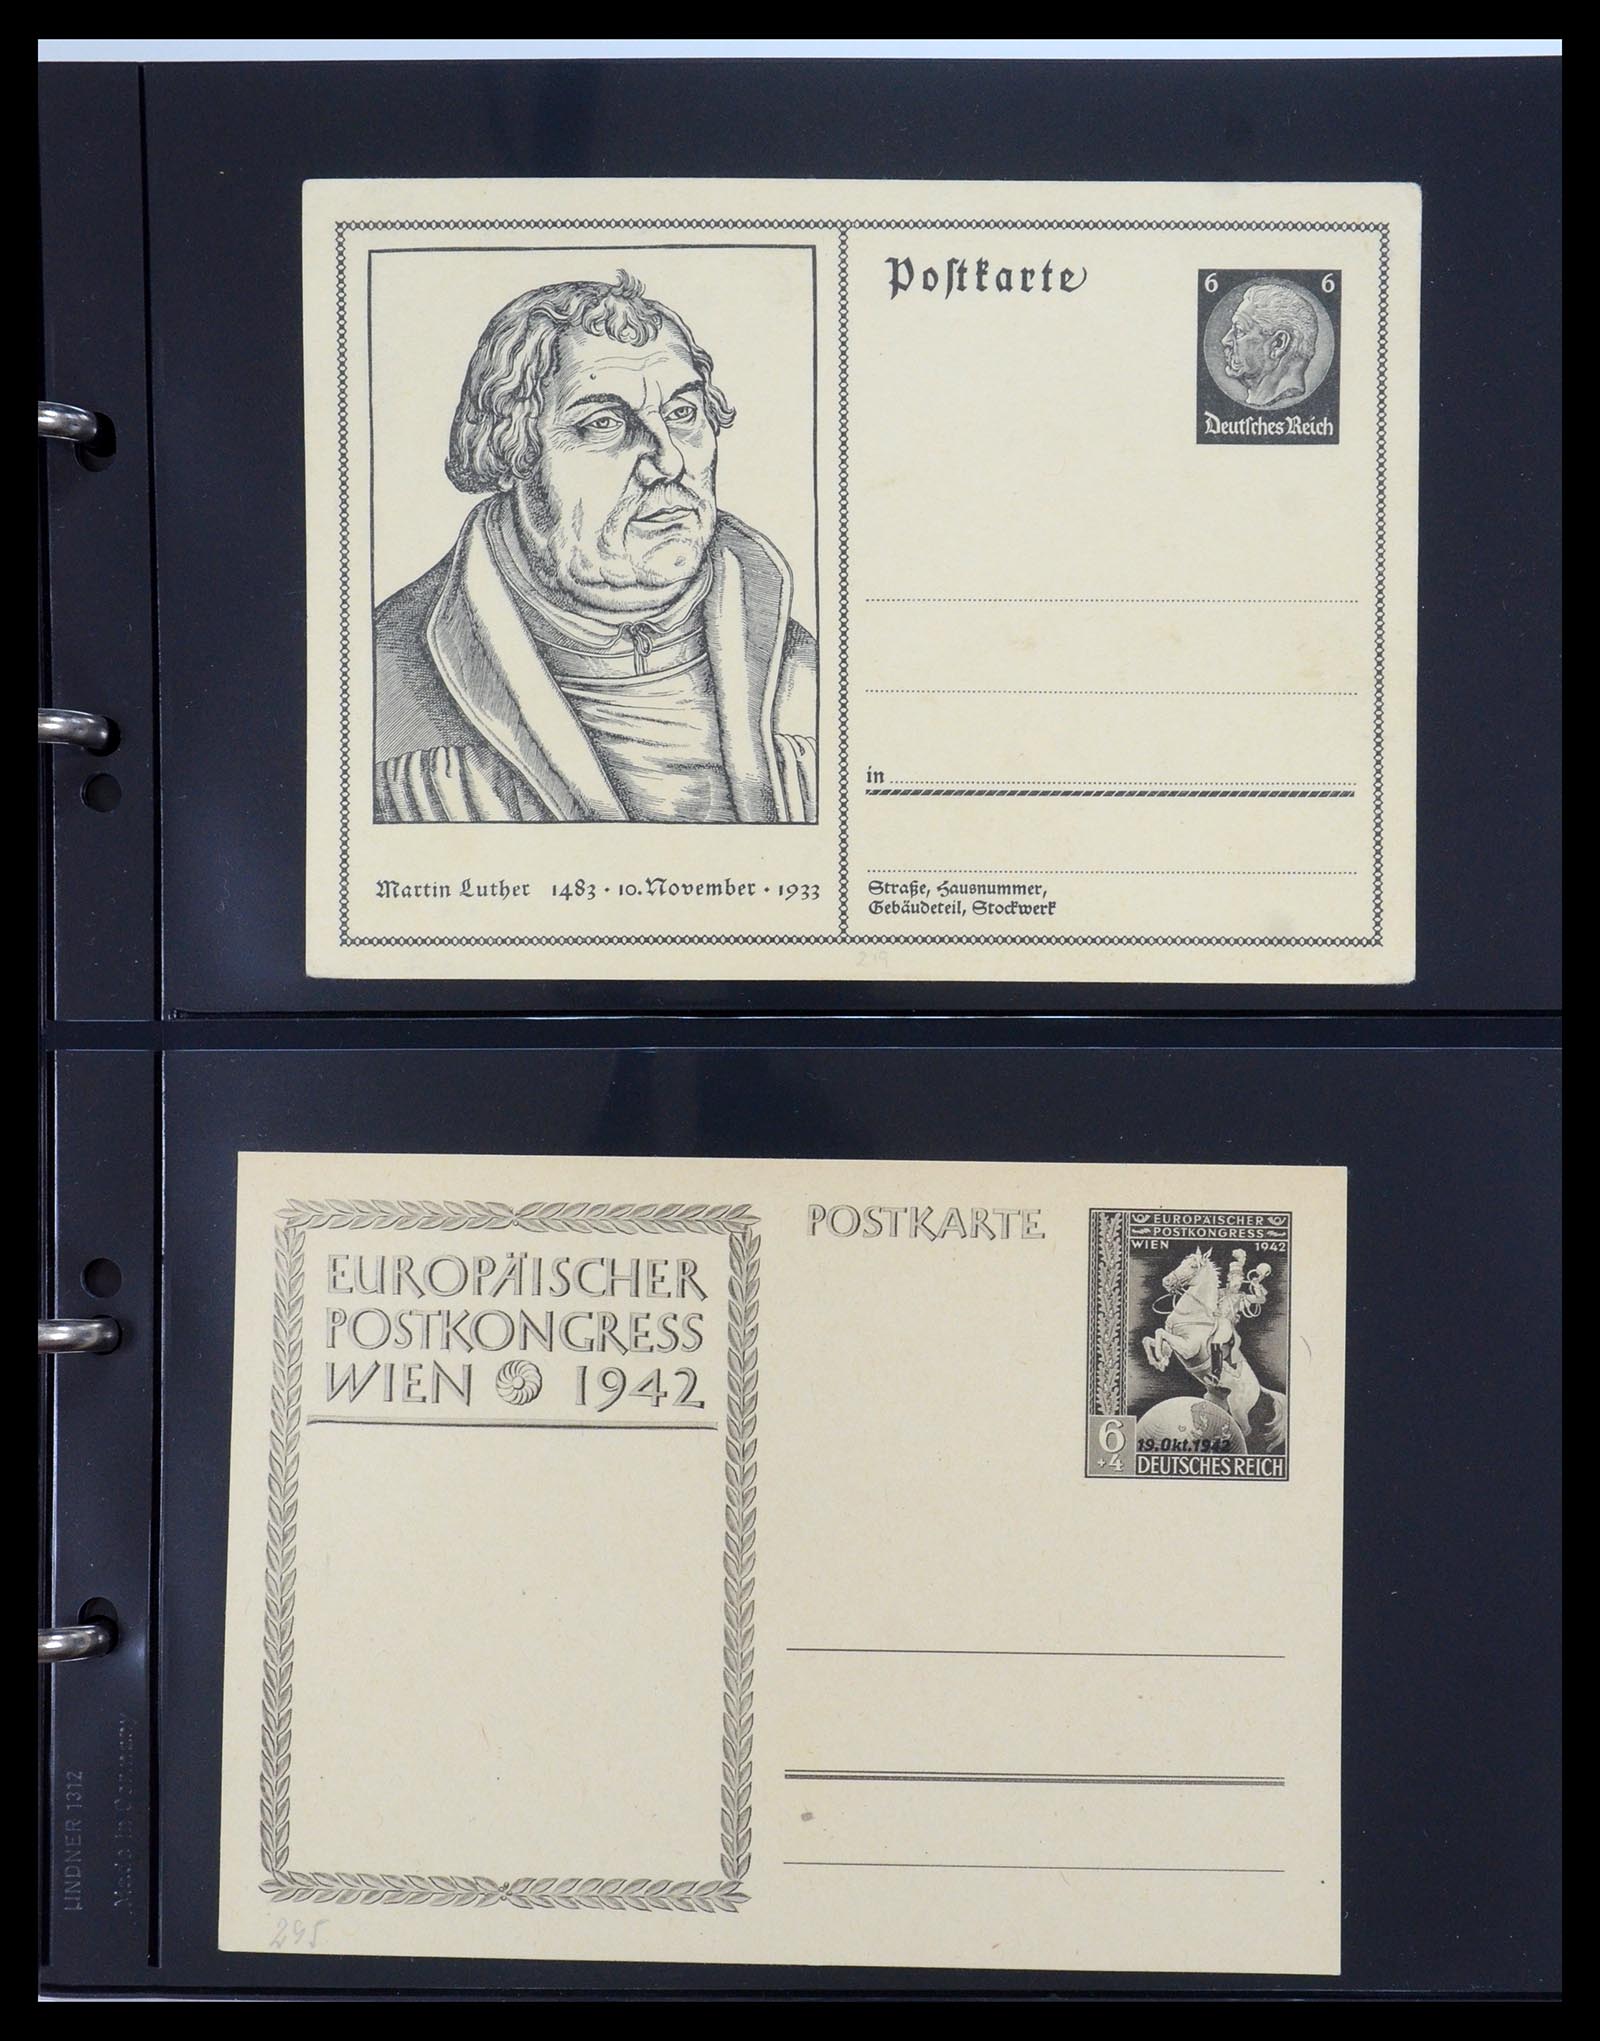 Postkarte
6 6
Deutsches Reich
in
Straße, Hausnummer,
Gebäudeteil, Stockwerk
Martin Luther 1483 · 10. November · 1933
219
EUROPÄISCHER
POSTKONGRESS
WIEN 1942
POSTKARTE
EUROPÄISCHER
POSTKONGRESS
WIEN 1942
6
+4
19.Okt.1942
DEUTSCHES REICH
295
LINDNER 1312
Made in Germany